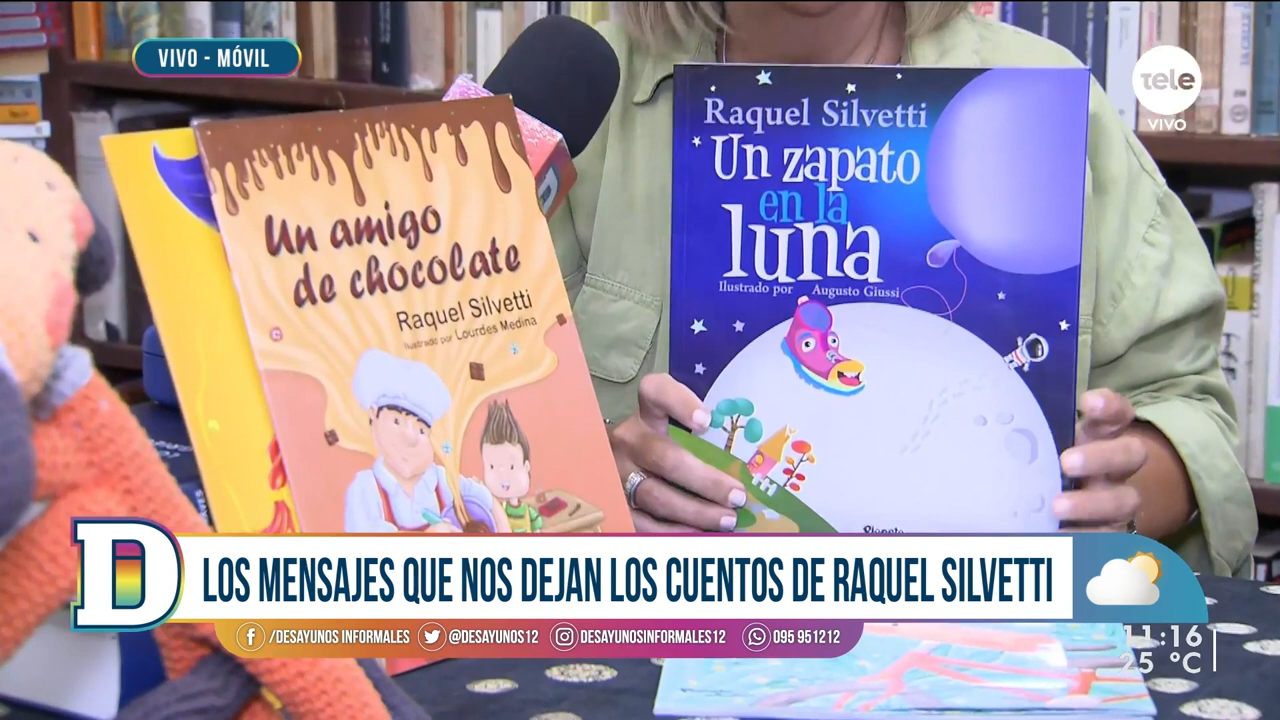 VIVO - MÓVIL
tele
VIVO
Un amigo
de chocolate
Raquel Silvetti
Ilustrado por Lourdes Medina
Raquel Silvetti
Un zapato
en la
luna
Ilustrado por Augusto Giussi
D
LOS MENSAJES QUE NOS DEJAN LOS CUENTOS DE RAQUEL SILVETTI
/DESAYUNOS INFORMALES @DESAYUNOS12 DESAYUNOSINFORMALES12 095 951212
11:16
25 °C